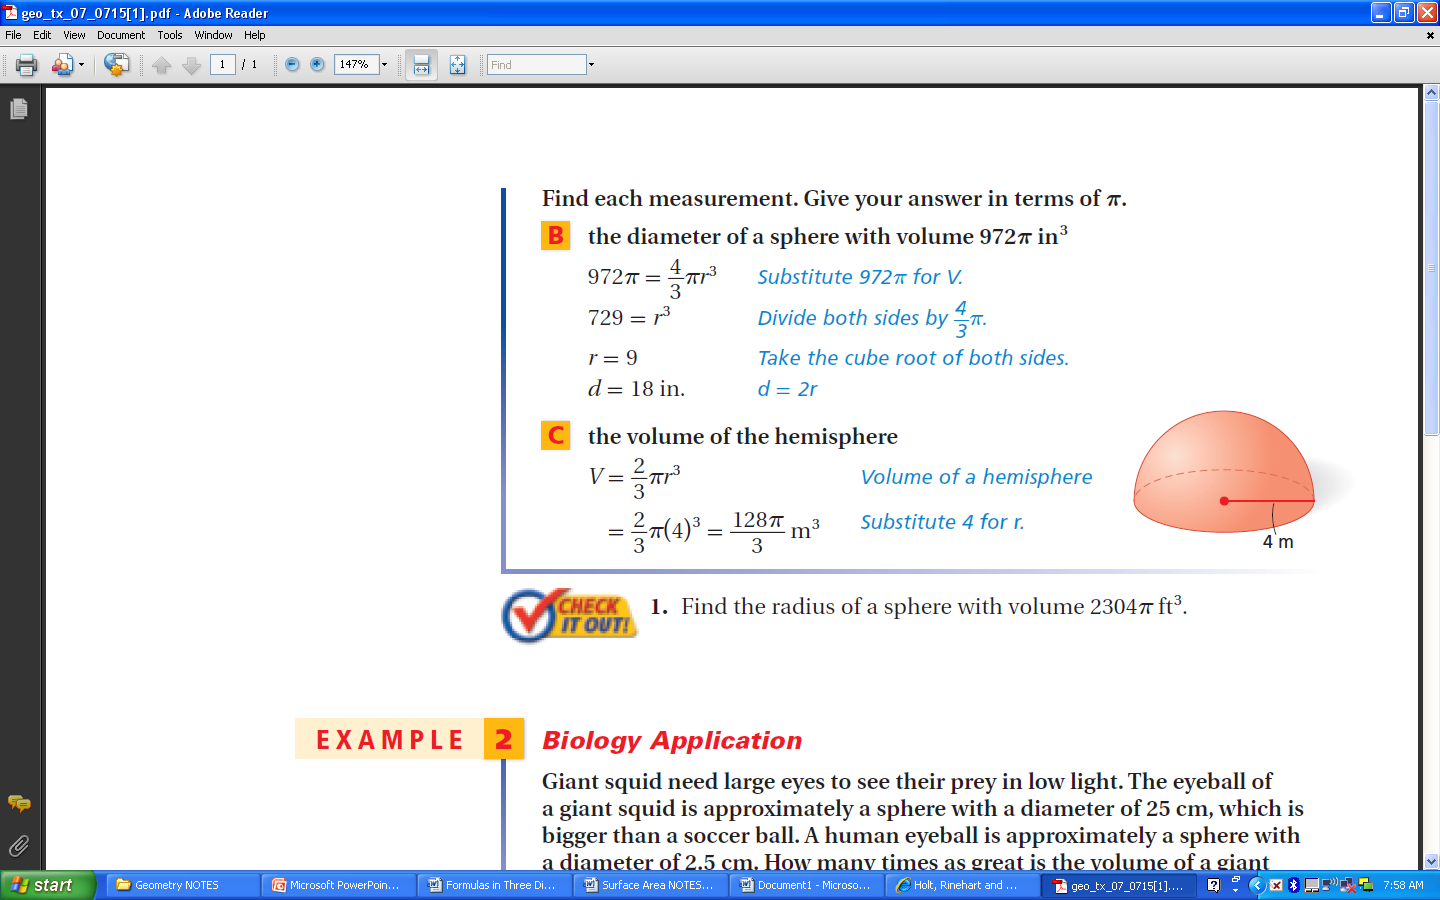 geo_tx_07_0715[1].pdf - Adobe Reader
File Edit View Document Tools Window Help
1 / 1 147% Find
Find each measurement. Give your answer in terms of π.
B the diameter of a sphere with volume 972π in³
972π = 4/3 πr³ Substitute 972π for V.
729 = r³ Divide both sides by 4/3 π.
r = 9 Take the cube root of both sides.
d = 18 in. d = 2r
C the volume of the hemisphere
V = 2/3 πr³ Volume of a hemisphere
= 2/3 π(4)³ = 128π/3 m³ Substitute 4 for r.
4 m
CHECK IT OUT! 1. Find the radius of a sphere with volume 2304π ft³.
EXAMPLE 2 Biology Application
Giant squid need large eyes to see their prey in low light. The eyeball of
a giant squid is approximately a sphere with a diameter of 25 cm, which is
bigger than a soccer ball. A human eyeball is approximately a sphere with
a diameter of 2.5 cm. How many times as great is the volume of a giant
start Geometry NOTES Microsoft PowerPoin... Formulas in Three Di... Surface Area NOTES... Document1 - Microso... Holt, Rinehart and ... geo_tx_07_0715[1].... 7:58 AM